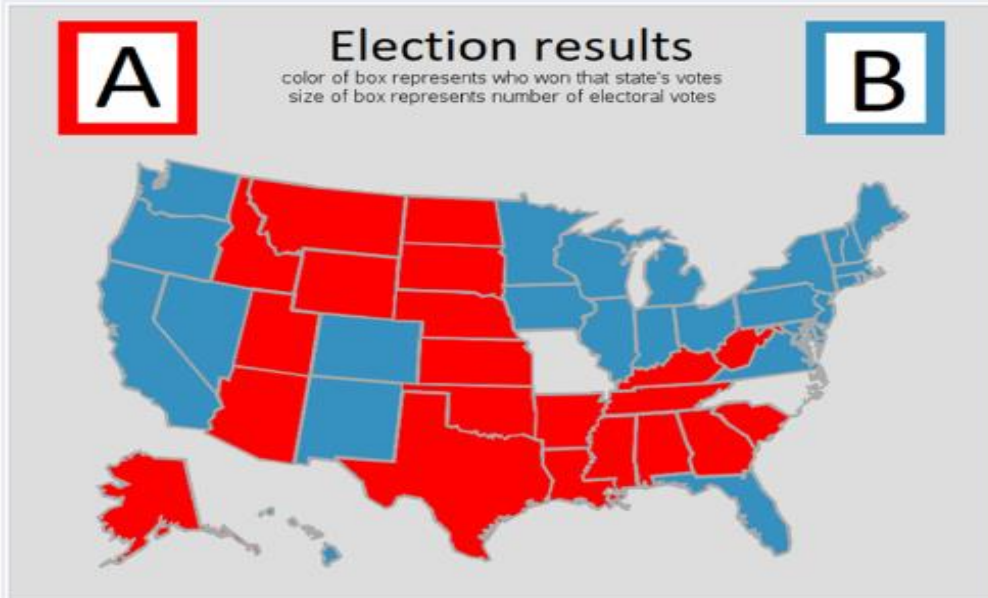 A
Election results
color of box represents who won that state's votes
size of box represents number of electoral votes
B